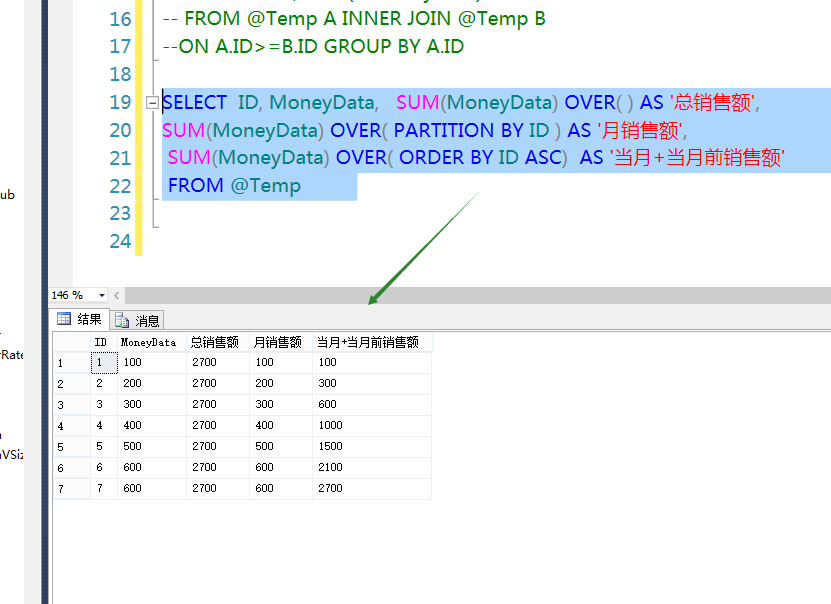 16 -- FROM @Temp A INNER JOIN @Temp B
17 --ON A.ID>=B.ID GROUP BY A.ID
18
19 SELECT ID, MoneyData, SUM(MoneyData) OVER( ) AS '总销售额',
20 SUM(MoneyData) OVER( PARTITION BY ID ) AS '月销售额',
21 SUM(MoneyData) OVER( ORDER BY ID ASC) AS '当月+当月前销售额'
22 FROM @Temp
23
24
ub
146 %
结果 消息
ID MoneyData 总销售额 月销售额 当月+当月前销售额
1 1 100 2700 100 100
2 2 200 2700 200 300
3 3 300 2700 300 600
4 4 400 2700 400 1000
5 5 500 2700 500 1500
6 6 600 2700 600 2100
7 7 600 2700 600 2700
rRate
VSiz